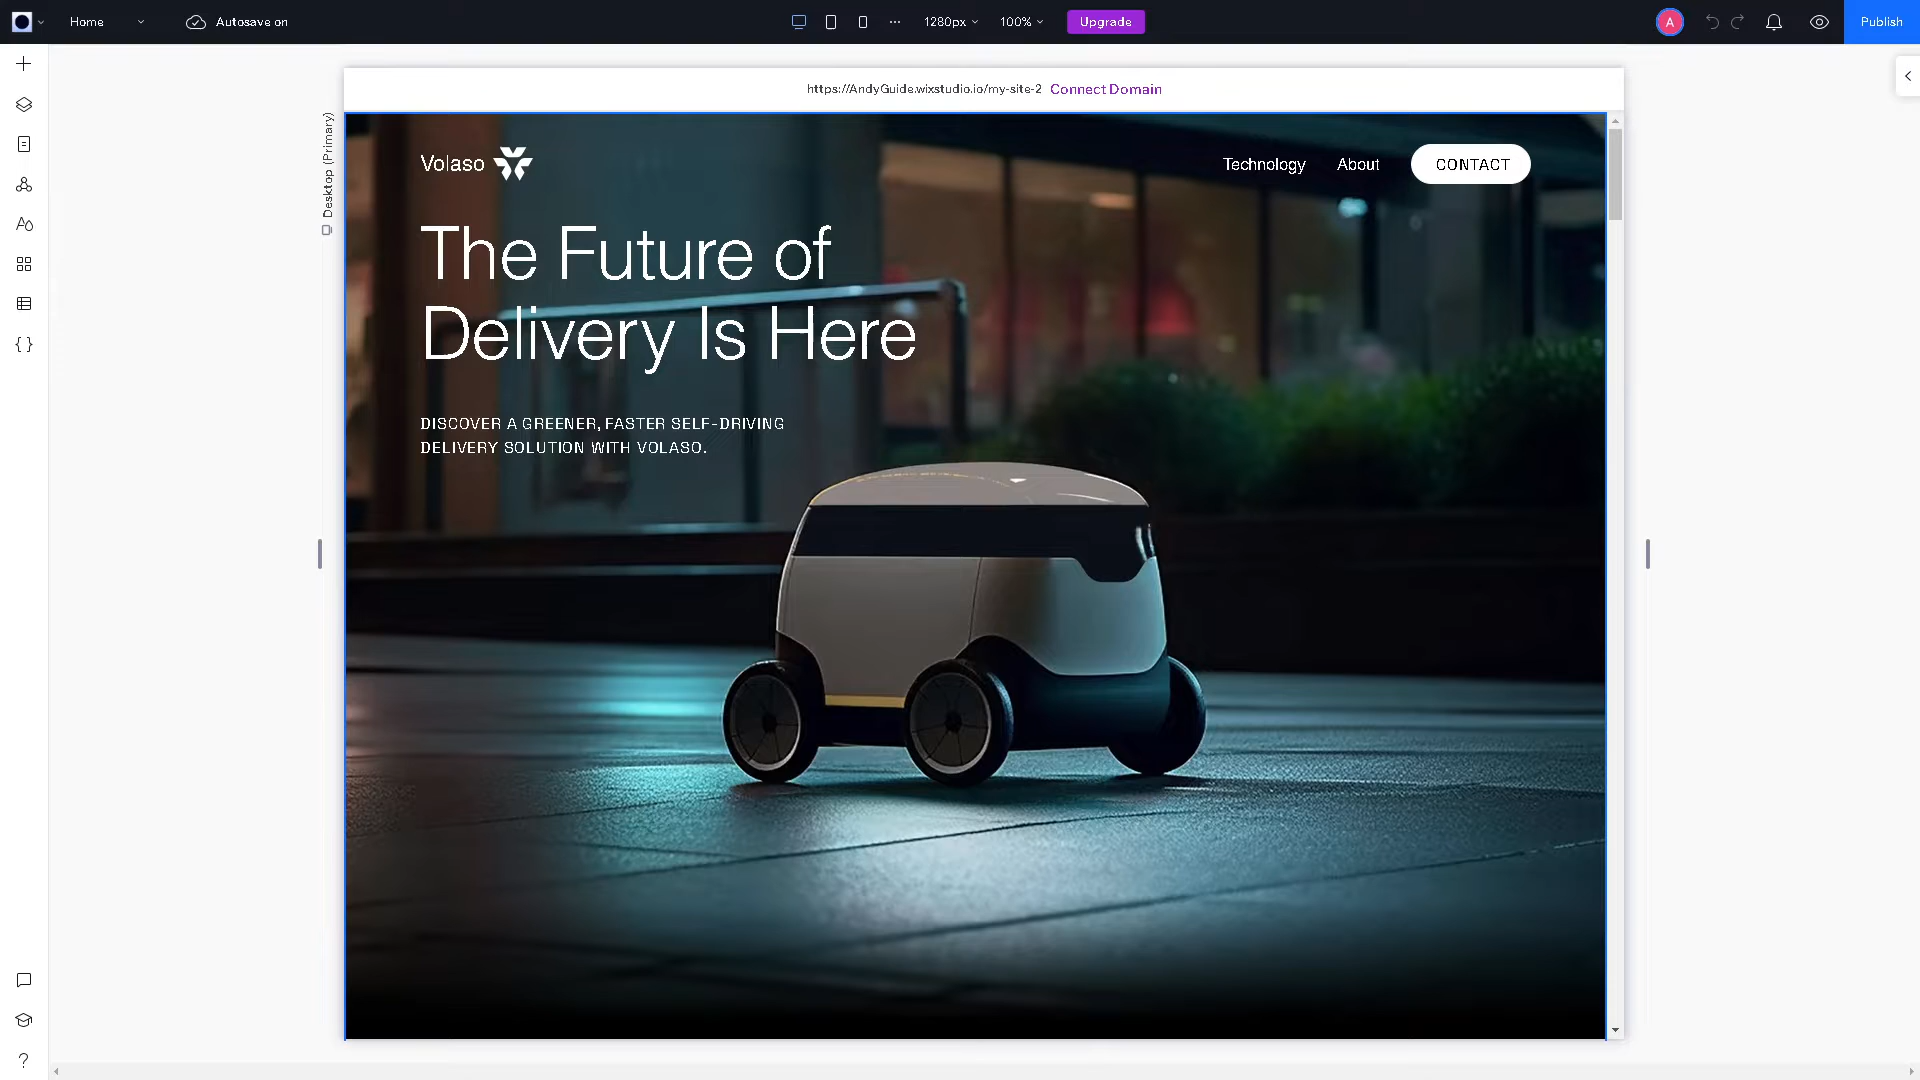 Home
Autosave on
1280px
100%
Upgrade
A
Publish
https://AndyGuide.wixstudio.io/my-site-2 Connect Domain
Desktop (Primary)
Volaso
Technology
About
CONTACT
The Future of
Delivery Is Here
DISCOVER A GREENER, FASTER SELF-DRIVING
DELIVERY SOLUTION WITH VOLASO.